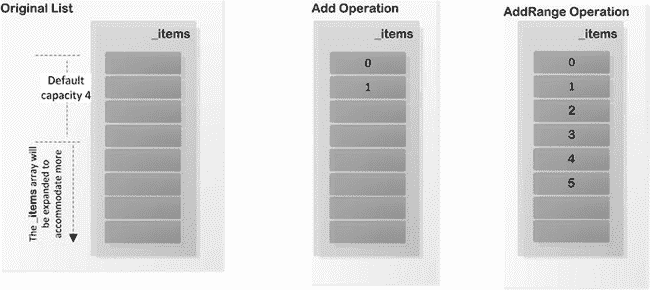 Original List
_items
Default
capacity 4
The _items array will
be expanded to
accommodate more
Add Operation
_items
0
1
AddRange Operation
_items
0
1
2
3
4
5